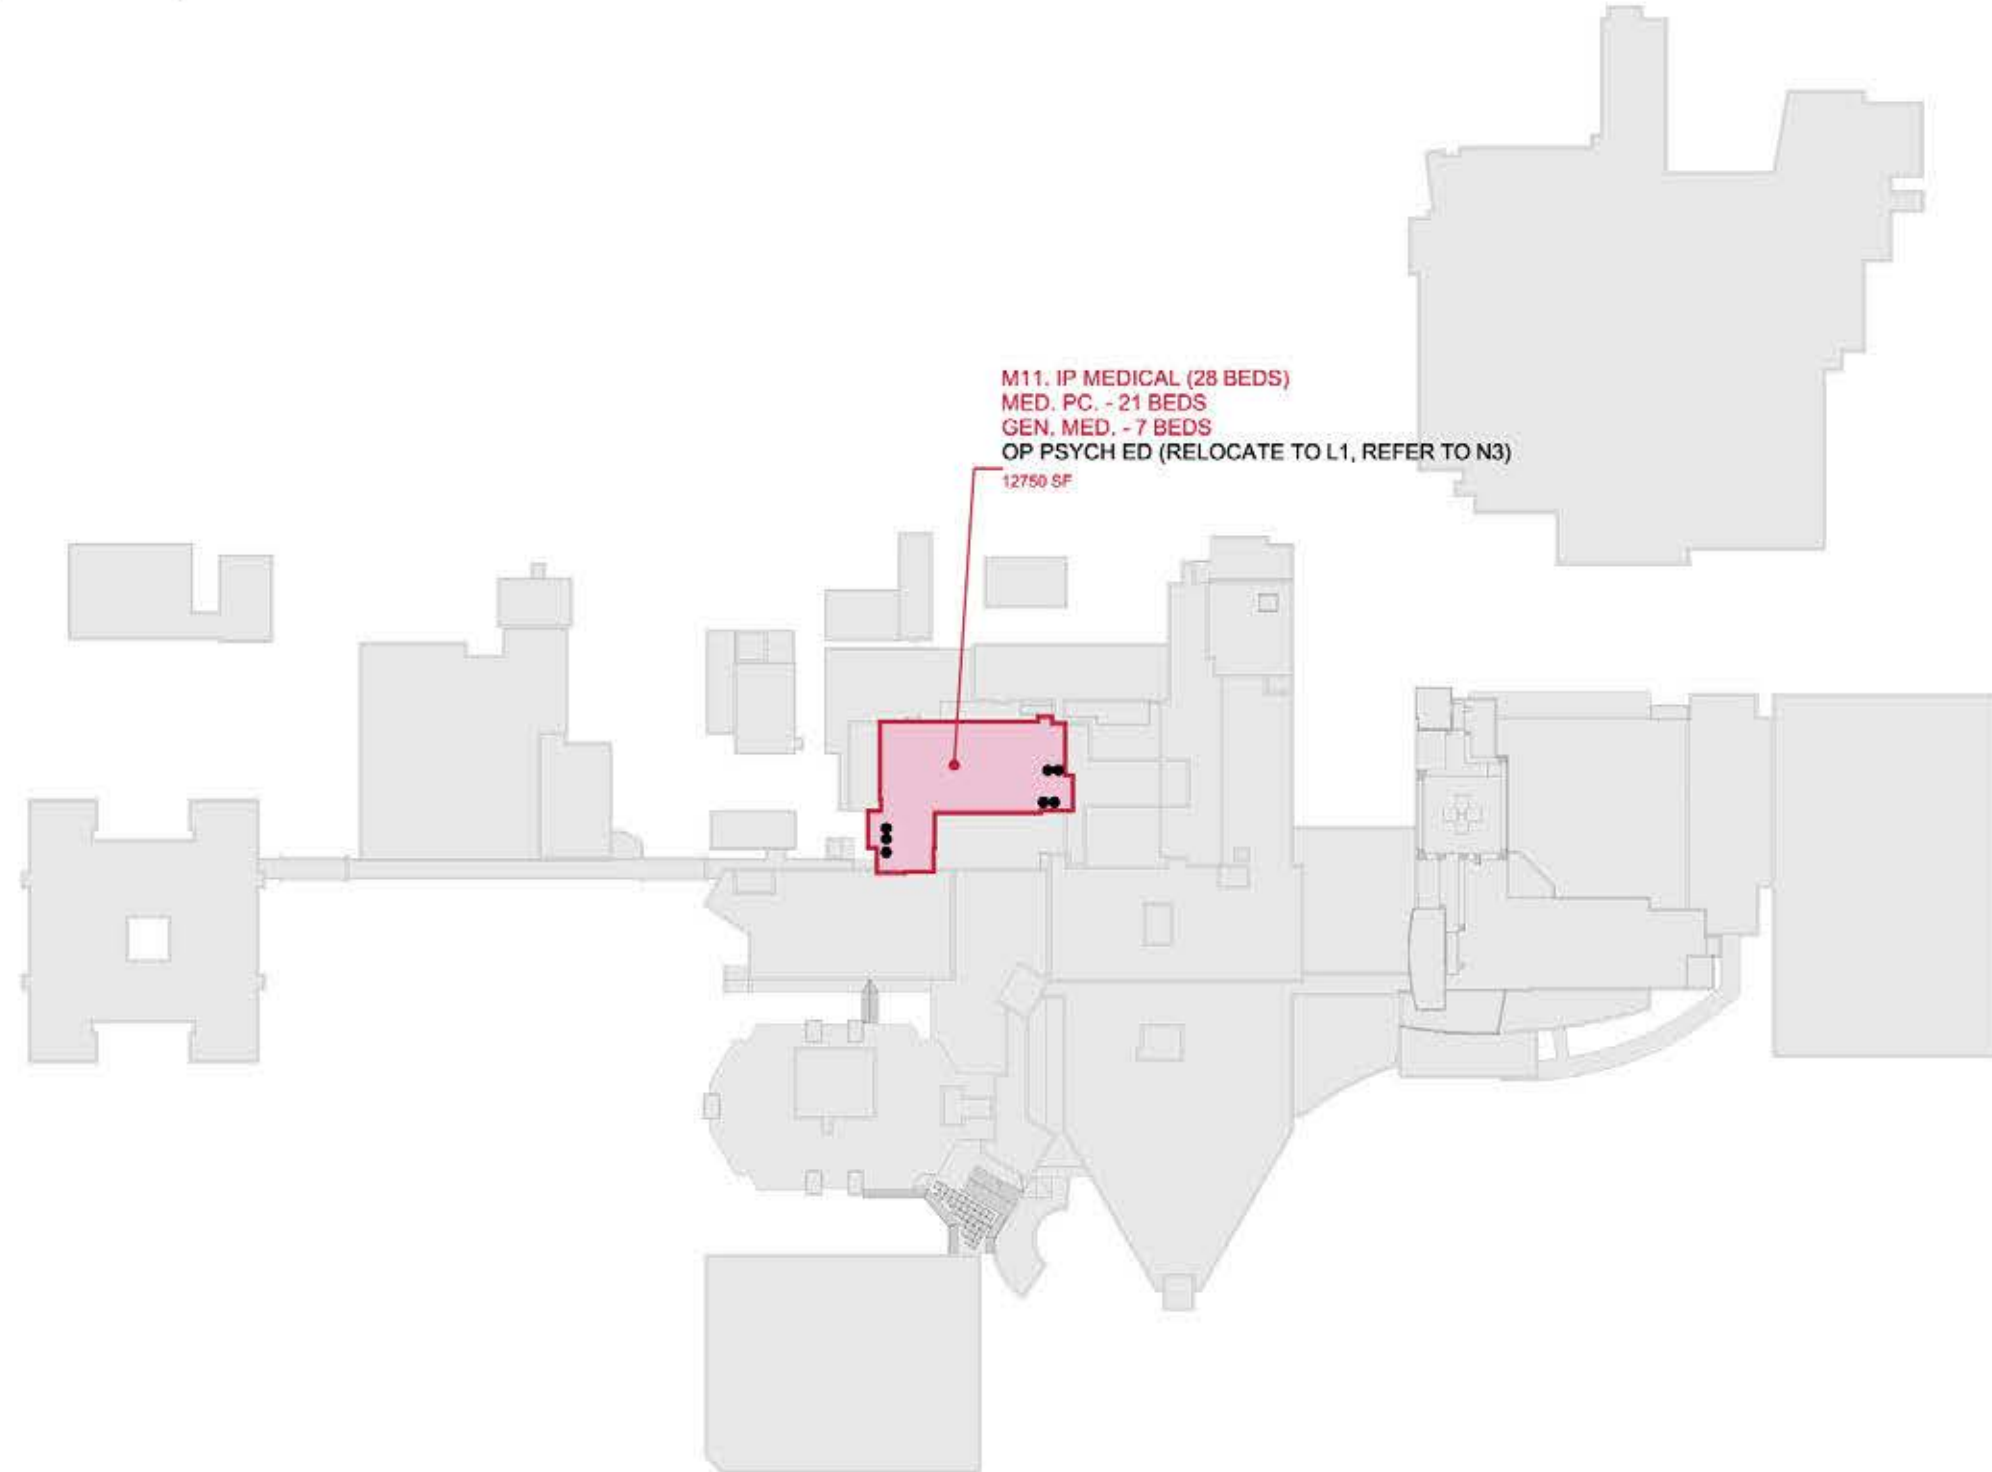 M11. IP MEDICAL (28 BEDS)
MED. PC. - 21 BEDS
GEN. MED. - 7 BEDS
OP PSYCH ED (RELOCATE TO L1, REFER TO N3)
12750 SF